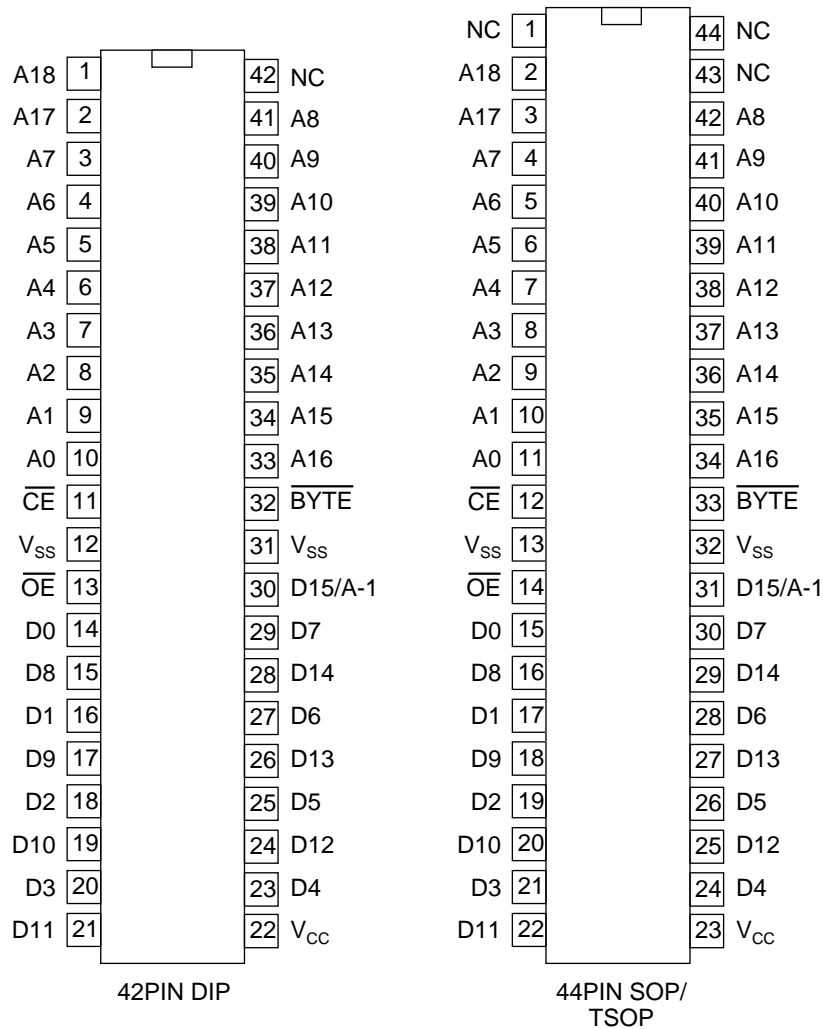 A18 1 42 NC
A17 2 41 A8
A7 3 40 A9
A6 4 39 A10
A5 5 38 A11
A4 6 37 A12
A3 7 36 A13
A2 8 35 A14
A1 9 34 A15
A0 10 33 A16
C̅E̅ 11 32 B̅Y̅T̅E̅
VSS 12 31 VSS
O̅E̅ 13 30 D15/A-1
D0 14 29 D7
D8 15 28 D14
D1 16 27 D6
D9 17 26 D13
D2 18 25 D5
D10 19 24 D12
D3 20 23 D4
D11 21 22 VCC
42PIN DIP
NC 1 44 NC
A18 2 43 NC
A17 3 42 A8
A7 4 41 A9
A6 5 40 A10
A5 6 39 A11
A4 7 38 A12
A3 8 37 A13
A2 9 36 A14
A1 10 35 A15
A0 11 34 A16
C̅E̅ 12 33 B̅Y̅T̅E̅
VSS 13 32 VSS
O̅E̅ 14 31 D15/A-1
D0 15 30 D7
D8 16 29 D14
D1 17 28 D6
D9 18 27 D13
D2 19 26 D5
D10 20 25 D12
D3 21 24 D4
D11 22 23 VCC
44PIN SOP/
TSOP